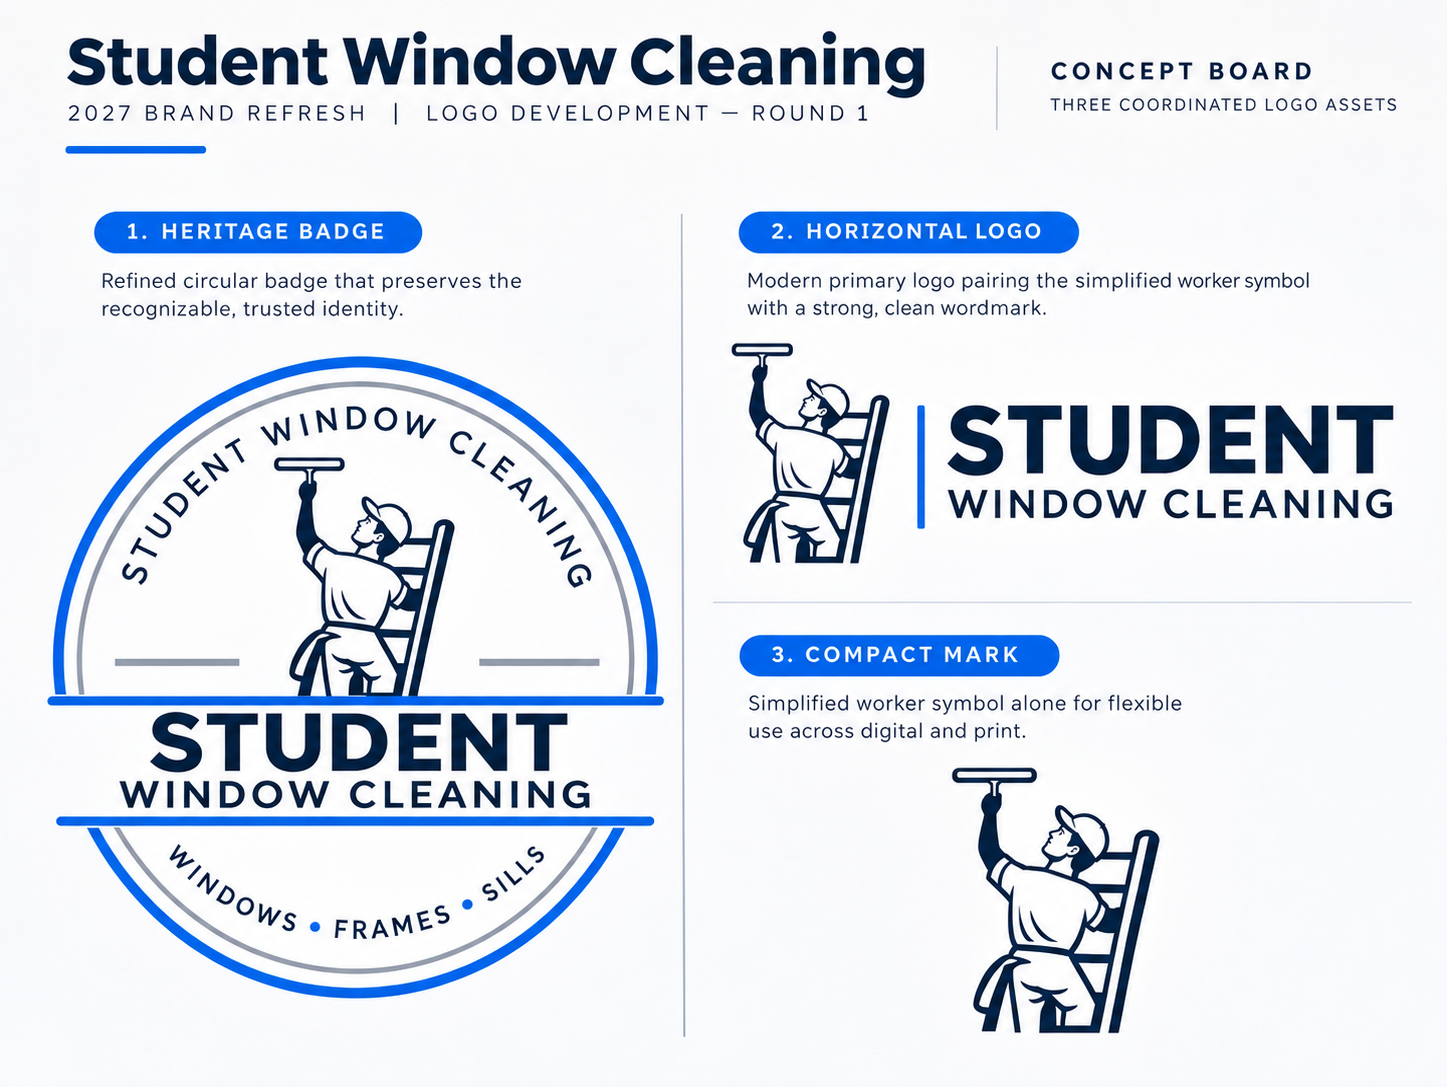 Student Window Cleaning
2027 BRAND REFRESH | LOGO DEVELOPMENT — ROUND 1
CONCEPT BOARD
THREE COORDINATED LOGO ASSETS
1. HERITAGE BADGE
Refined circular badge that preserves the
recognizable, trusted identity.
STUDENT WINDOW CLEANING
STUDENT
WINDOW CLEANING
WINDOWS • FRAMES • SILLS
2. HORIZONTAL LOGO
Modern primary logo pairing the simplified worker symbol
with a strong, clean wordmark.
STUDENT
WINDOW CLEANING
3. COMPACT MARK
Simplified worker symbol alone for flexible
use across digital and print.